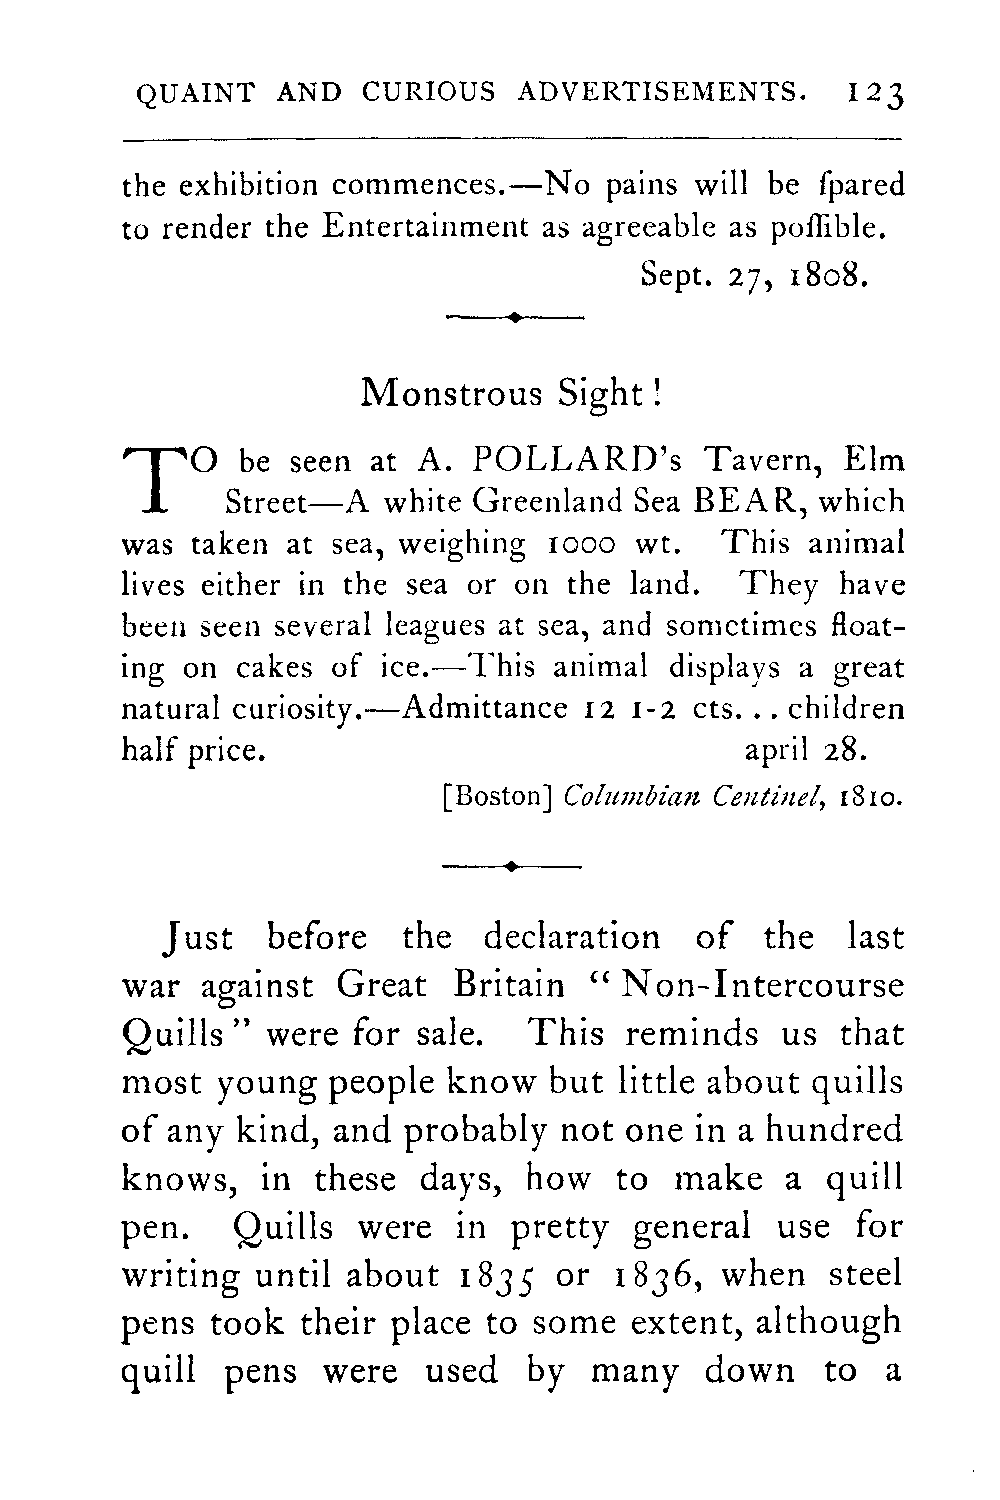 QUAINT AND CURIOUS ADVERTISEMENTS. 123
the exhibition commences.—No pains will be ſpared
to render the Entertainment as agreeable as poſſible.
Sept. 27, 1808.
Monstrous Sight!
TO be seen at A. POLLARD's Tavern, Elm
Street—A white Greenland Sea BEAR, which
was taken at sea, weighing 1000 wt. This animal
lives either in the sea or on the land. They have
been seen several leagues at sea, and sometimes float-
ing on cakes of ice.—This animal displays a great
natural curiosity.—Admittance 12 1-2 cts. .. children
half price. april 28.
[Boston] Columbian Centinel, 1810.
Just before the declaration of the last
war against Great Britain “Non-Intercourse
Quills” were for sale. This reminds us that
most young people know but little about quills
of any kind, and probably not one in a hundred
knows, in these days, how to make a quill
pen. Quills were in pretty general use for
writing until about 1835 or 1836, when steel
pens took their place to some extent, although
quill pens were used by many down to a